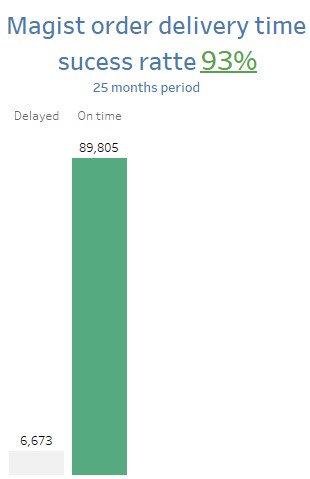 Magist order delivery time
sucess ratte 93%
25 months period
Delayed On time
89,805
6,673